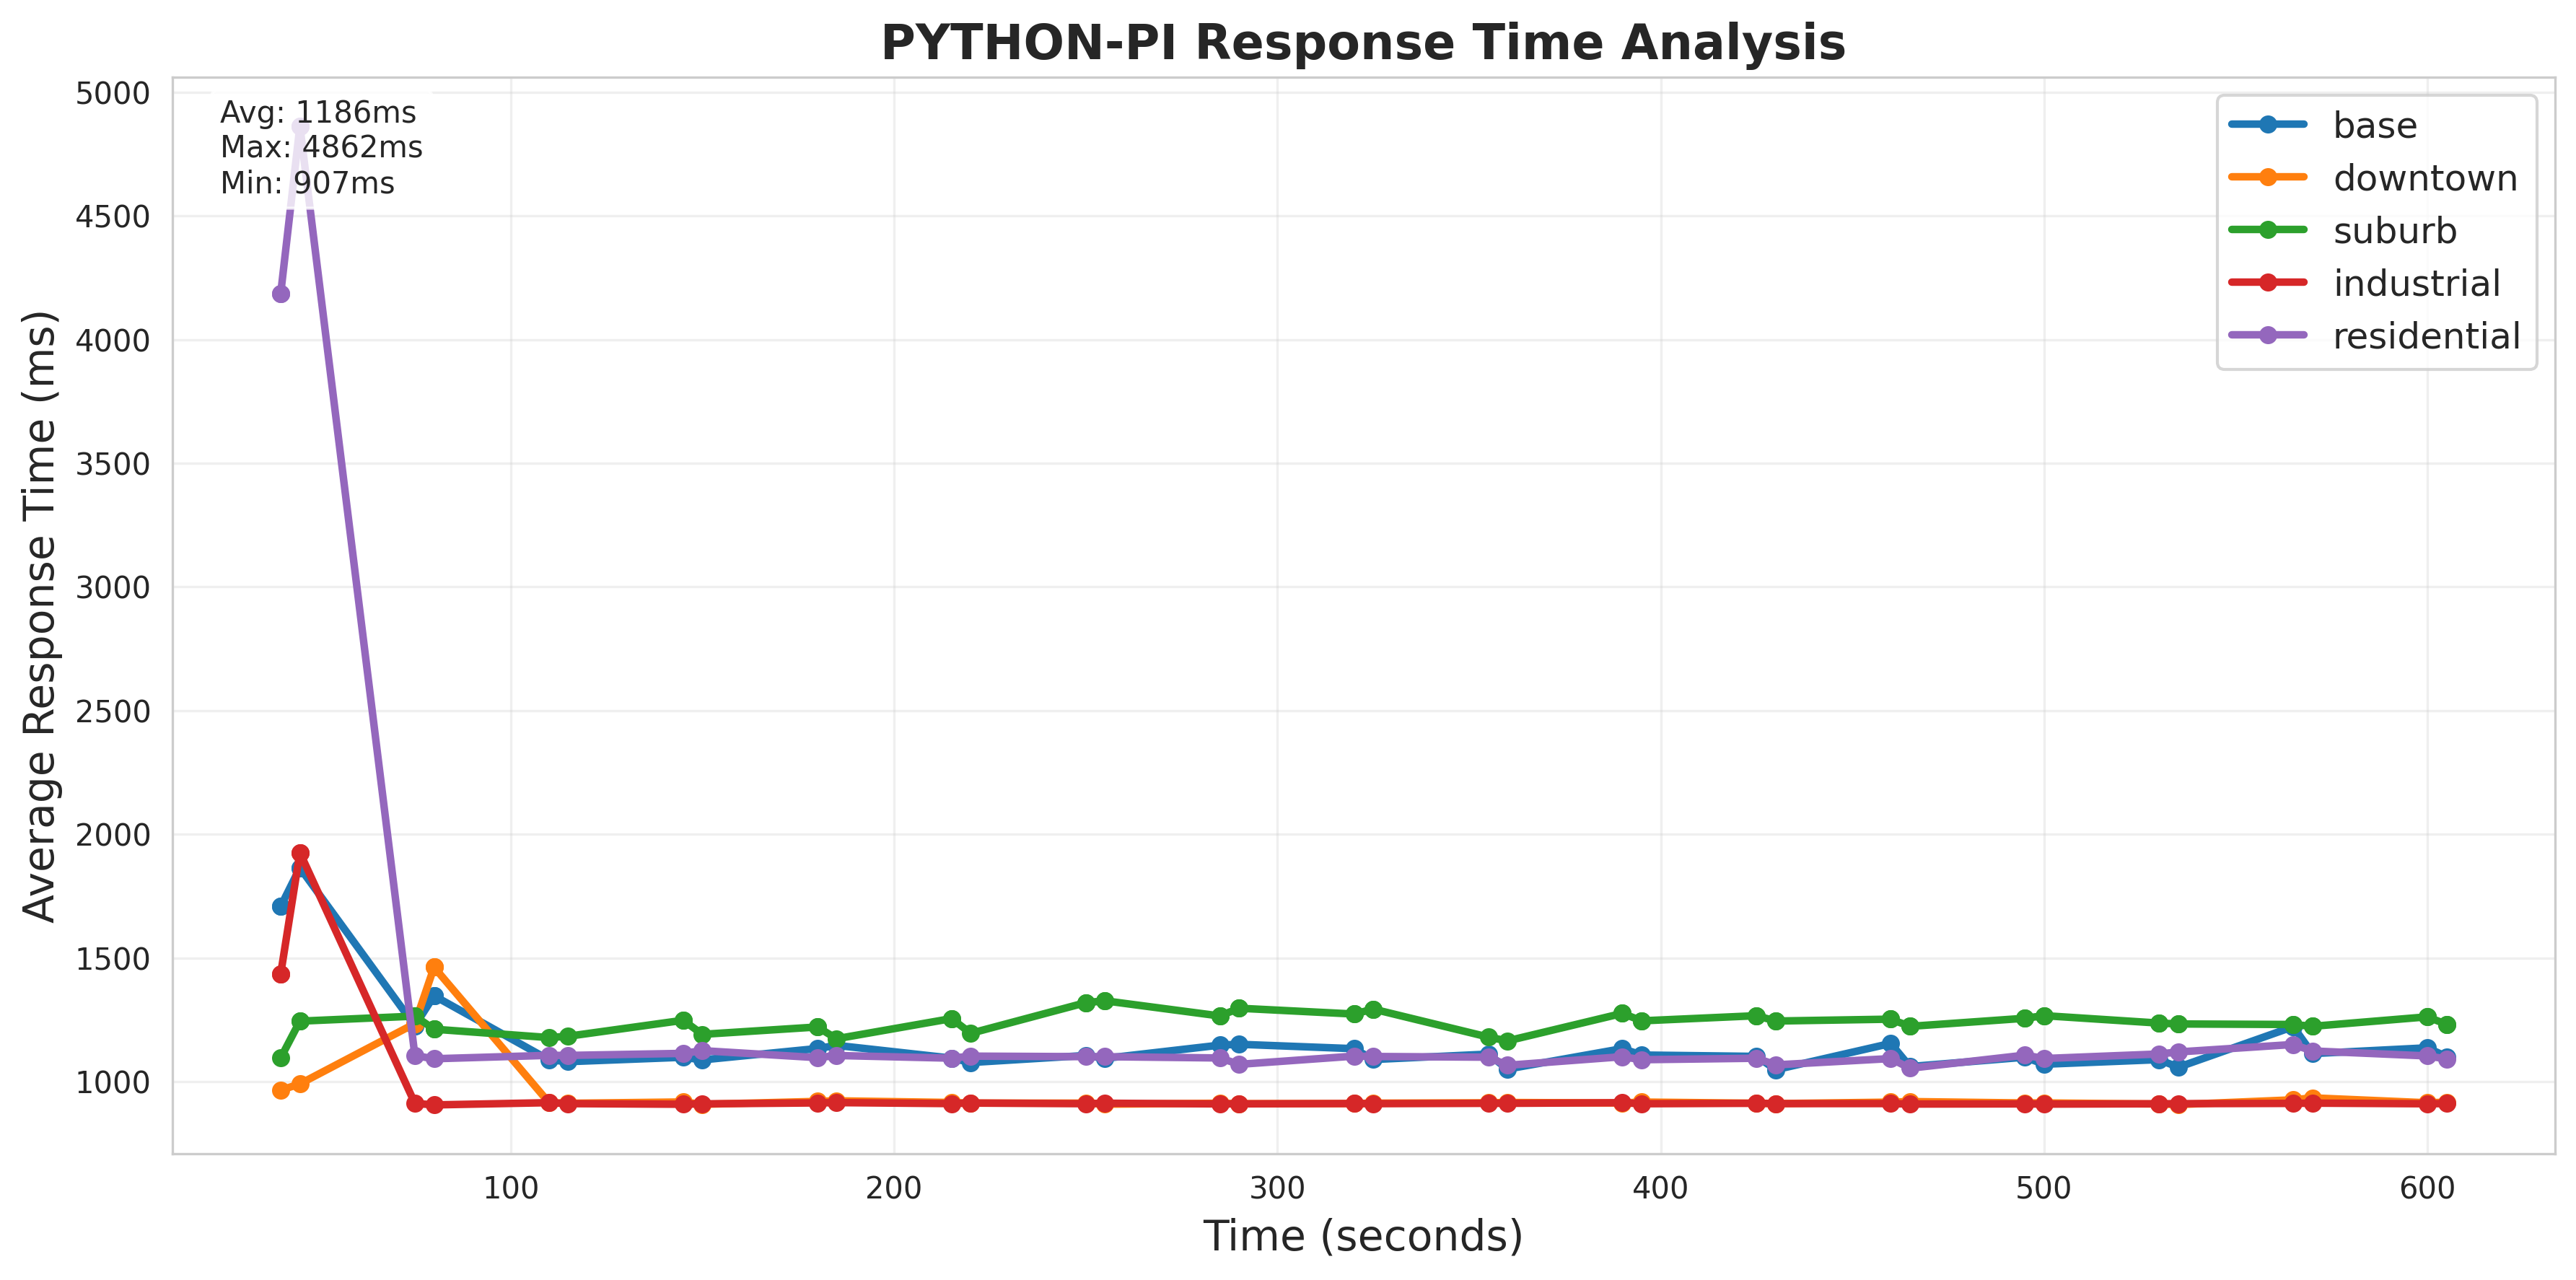 PYTHON-PI Response Time Analysis
Avg: 1186ms
Max: 4862ms
Min: 907ms
base
downtown
suburb
industrial
residential
Average Response Time (ms)
5000
4500
4000
3500
3000
2500
2000
1500
1000
100 200 300 400 500 600
Time (seconds)